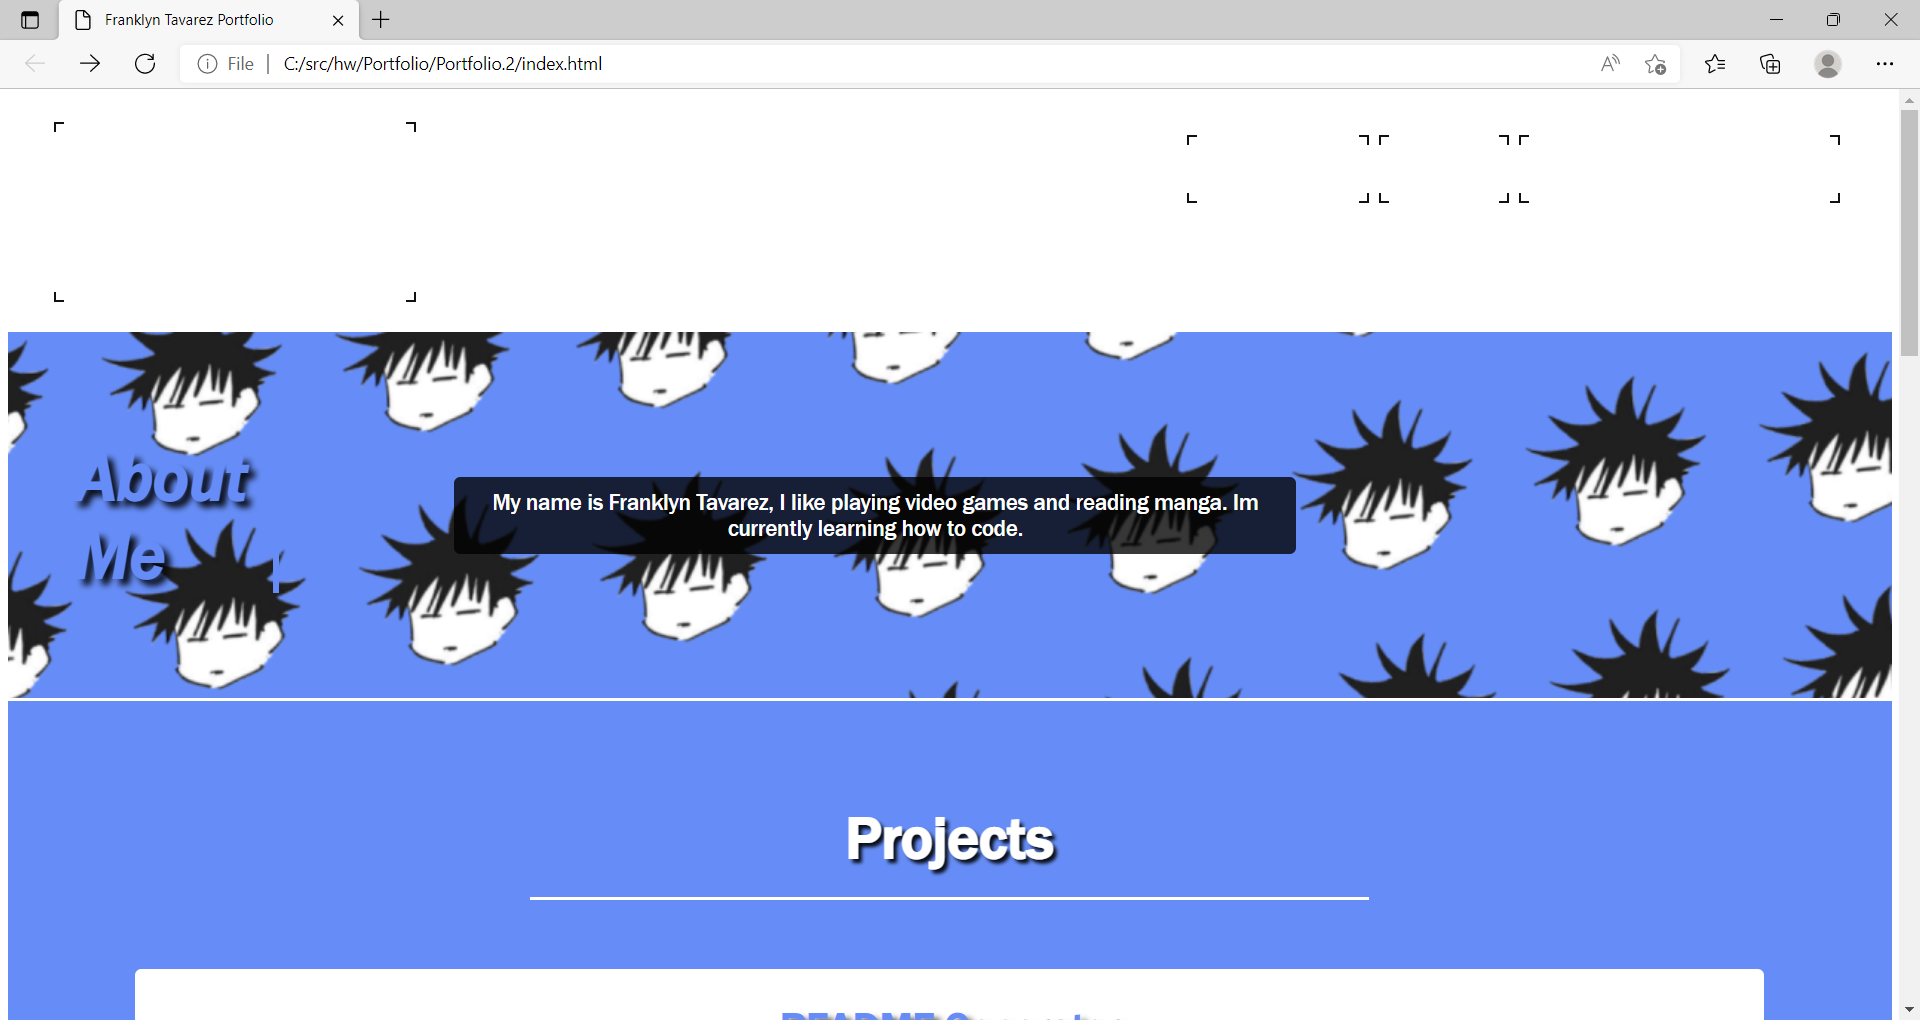 Franklyn Tavarez Portfolio
File
C:/src/hw/Portfolio/Portfolio.2/index.html
About
Me
My name is Franklyn Tavarez, I like playing video games and reading manga. Im
currently learning how to code.
Projects